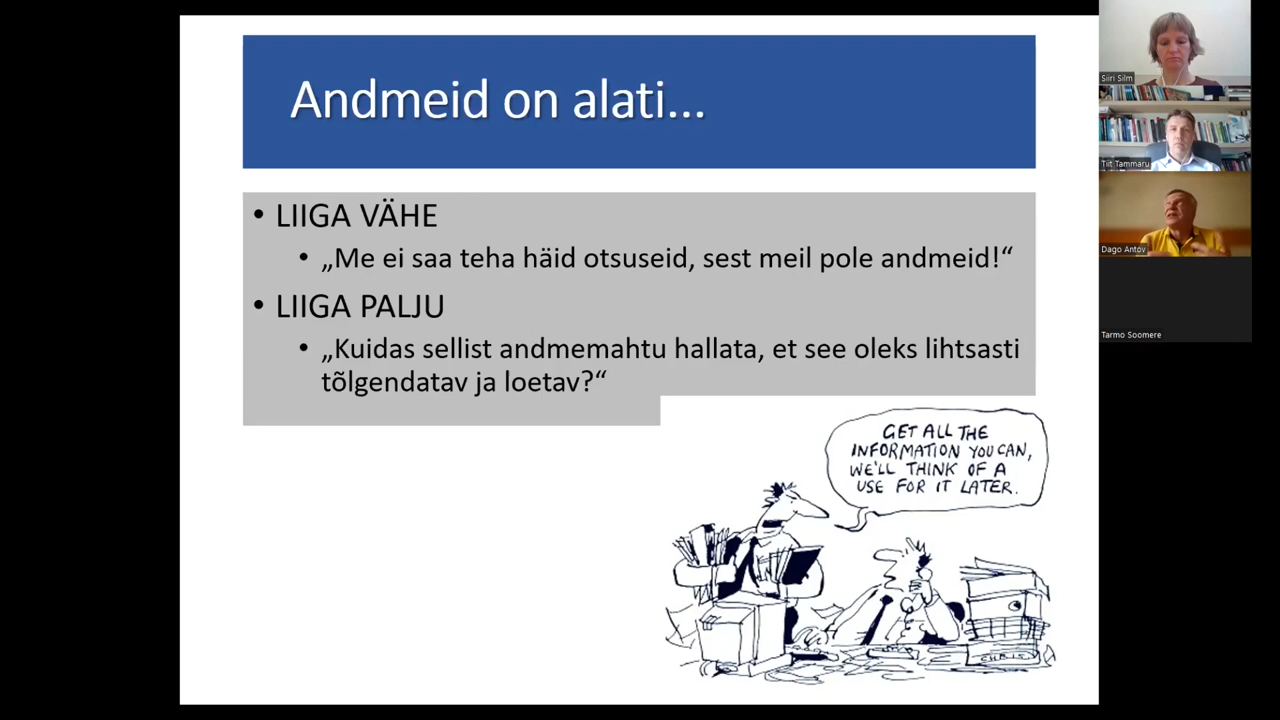 Andmeid on alati...
• LIIGA VÄHE
• „Me ei saa teha häid otsuseid, sest meil pole andmeid!“
• LIIGA PALJU
• „Kuidas sellist andmemahtu hallata, et see oleks lihtsasti
tõlgendatav ja loetav?“
GET ALL THE
INFORMATION YOU CAN,
WE'LL THINK OF A
USE FOR IT LATER.
Siiri Silm
Tiit Tammaru
Dago Antov
Tarmo Soomere